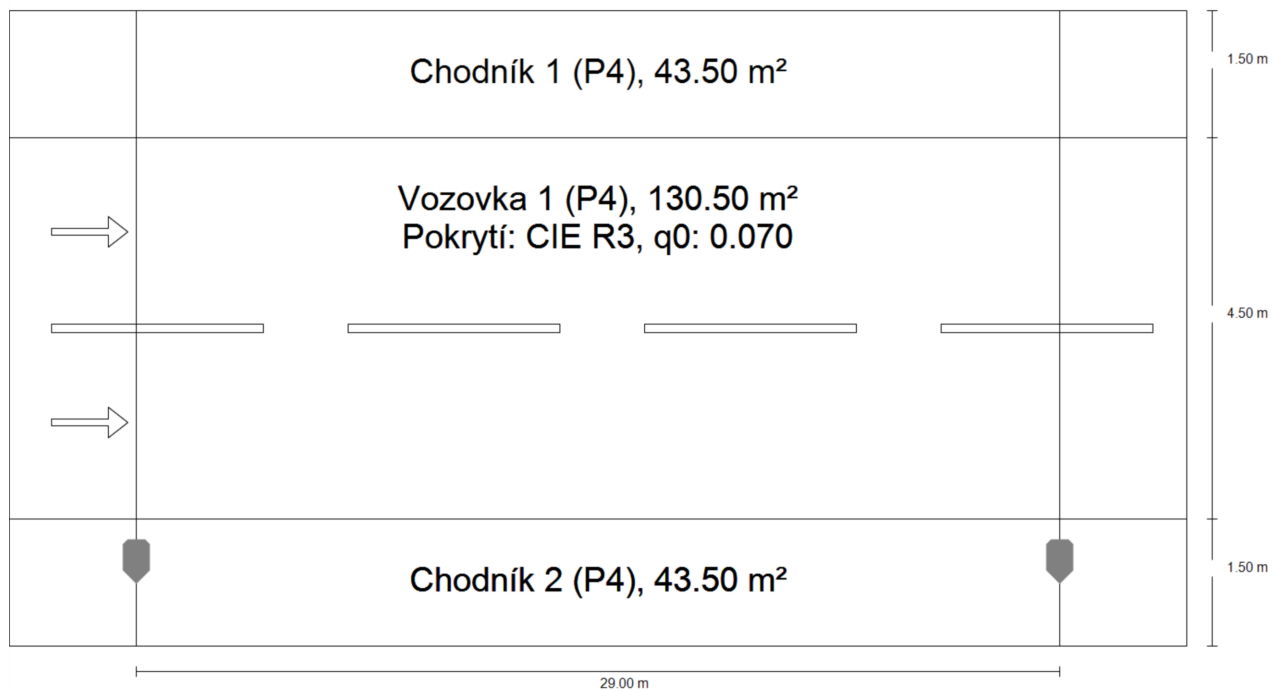 Chodník 1 (P4), 43.50 m²
1.50 m
Vozovka 1 (P4), 130.50 m²
Pokrytí: CIE R3, q0: 0.070
4.50 m
Chodník 2 (P4), 43.50 m²
1.50 m
29.00 m